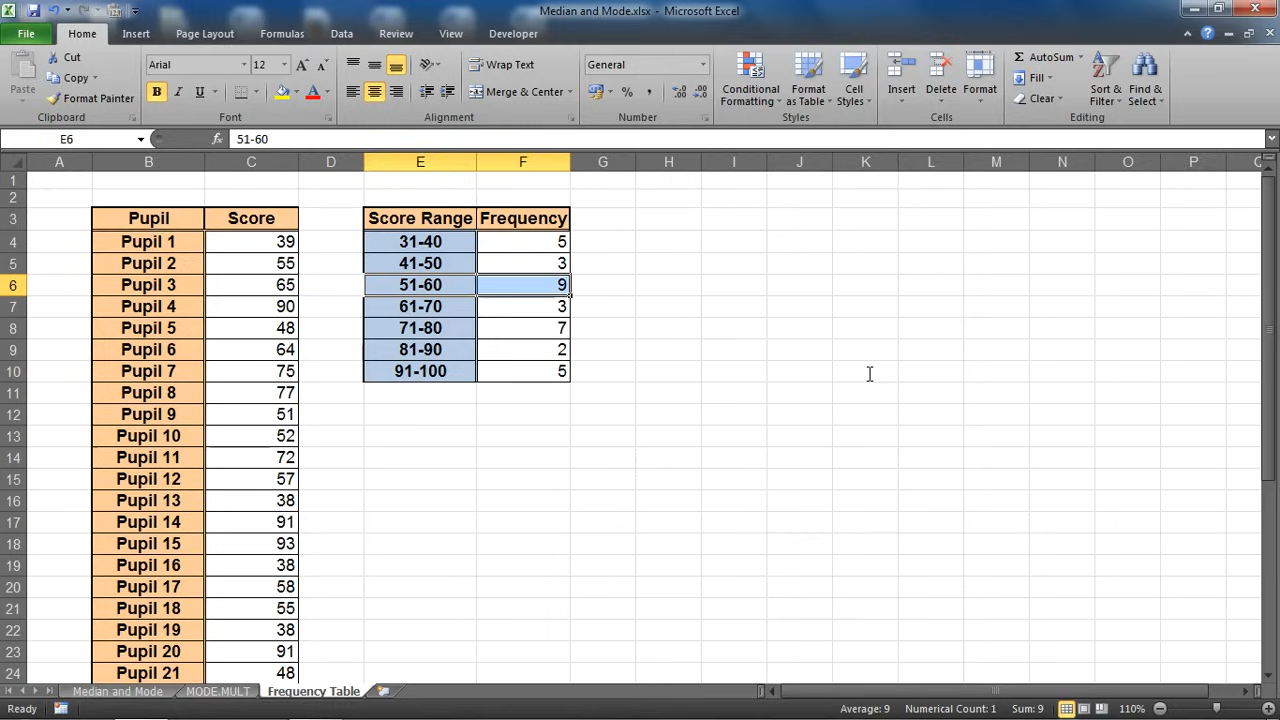 Median and Mode.xlsx - Microsoft Excel
File Home Insert Page Layout Formulas Data Review View Developer
Cut Arial 12 Wrap Text General AutoSum
Paste Copy Conditional Formatting Format as Table Cell Styles Insert Delete Format Fill Sort & Filter Find & Select
Format Painter B I U A Merge & Center % , Clear
Clipboard Font Alignment Number Styles Cells Editing
E6 fx 51-60
A B C D E F G H I J K L M N O P Q
1
2
3 Pupil Score Score Range Frequency
4 Pupil 1 39 31-40 5
5 Pupil 2 55 41-50 3
6 Pupil 3 65 51-60 9
7 Pupil 4 90 61-70 3
8 Pupil 5 48 71-80 7
9 Pupil 6 64 81-90 2
10 Pupil 7 75 91-100 5
11 Pupil 8 77
12 Pupil 9 51
13 Pupil 10 52
14 Pupil 11 72
15 Pupil 12 57
16 Pupil 13 38
17 Pupil 14 91
18 Pupil 15 93
19 Pupil 16 38
20 Pupil 17 58
21 Pupil 18 55
22 Pupil 19 38
23 Pupil 20 91
24 Pupil 21 48
Median and Mode MODE.MULT Frequency Table
Ready Average: 9 Numerical Count: 1 Sum: 9 110%